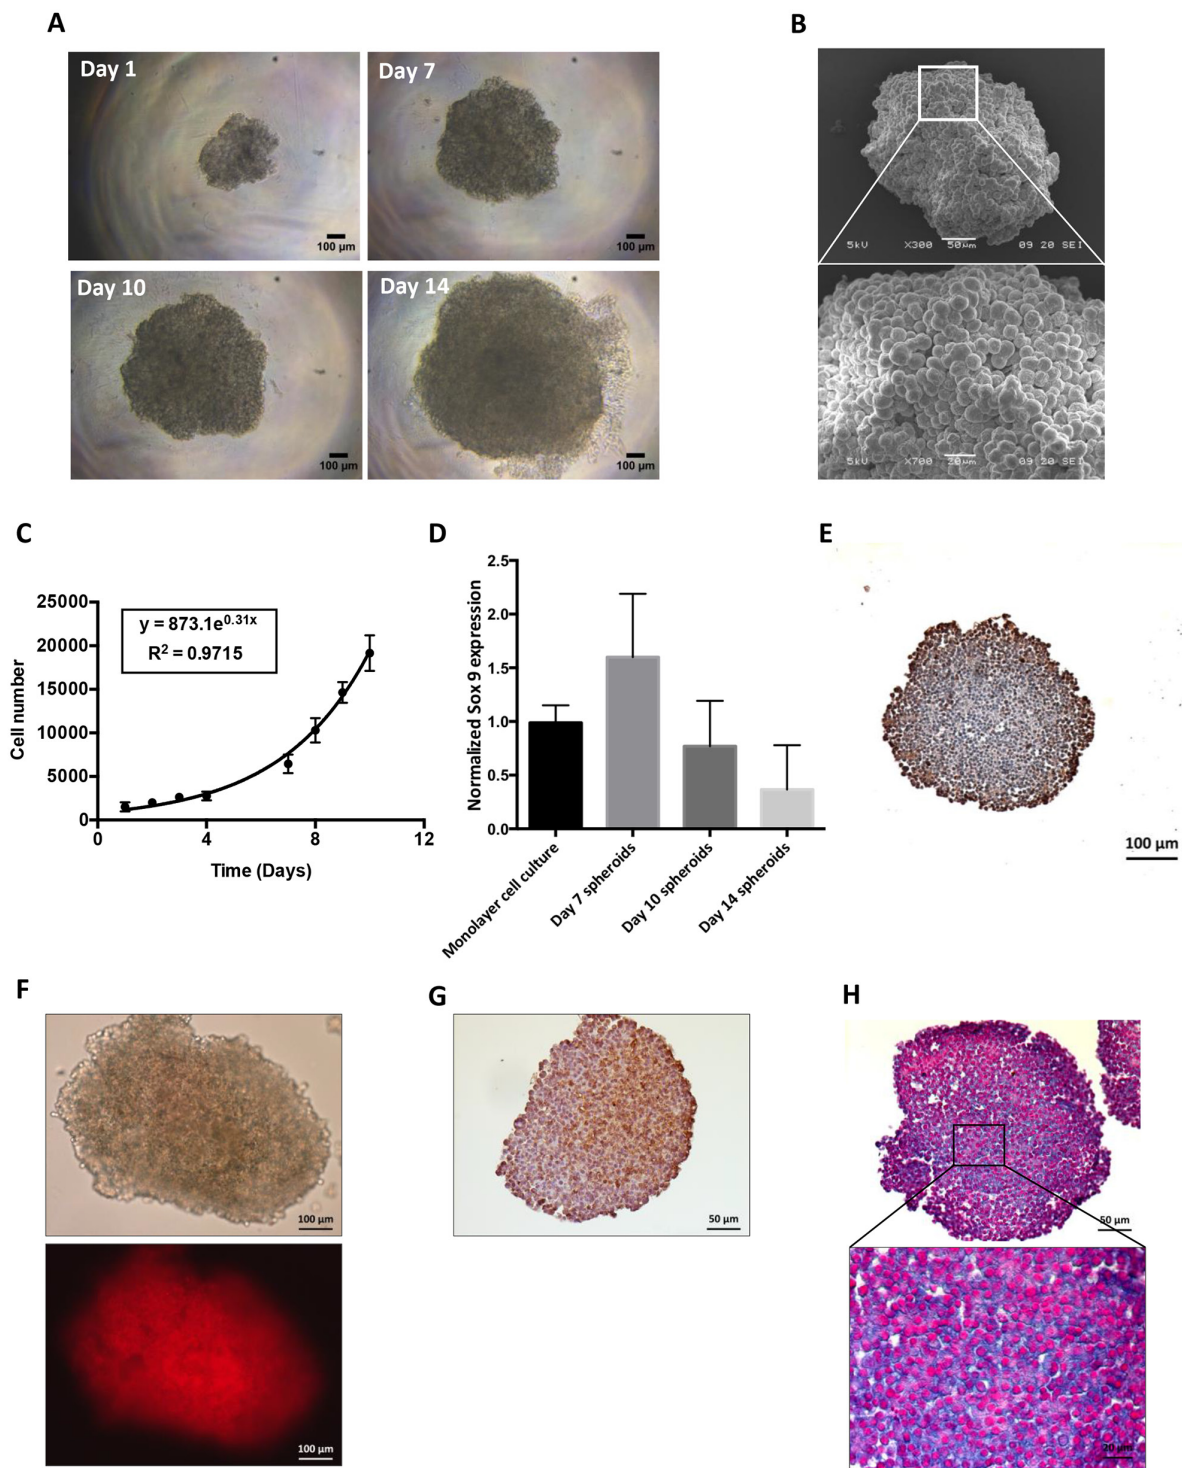 A
Day 1
100 µm
Day 7
100 µm
Day 10
100 µm
Day 14
100 µm
B
5kV X300 50µm 09 20 SEI
5kV X700 20µm 09 20 SEI
C
Cell number
25000
20000
15000
10000
5000
0
y = 873.1e^0.31x
R² = 0.9715
0 4 8 12
Time (Days)
D
Normalized Sox 9 expression
2.5
2.0
1.5
1.0
0.5
0.0
Monolayer cell culture
Day 7 spheroids
Day 10 spheroids
Day 14 spheroids
E
100 µm
F
100 µm
100 µm
G
50 µm
H
50 µm
20 µm